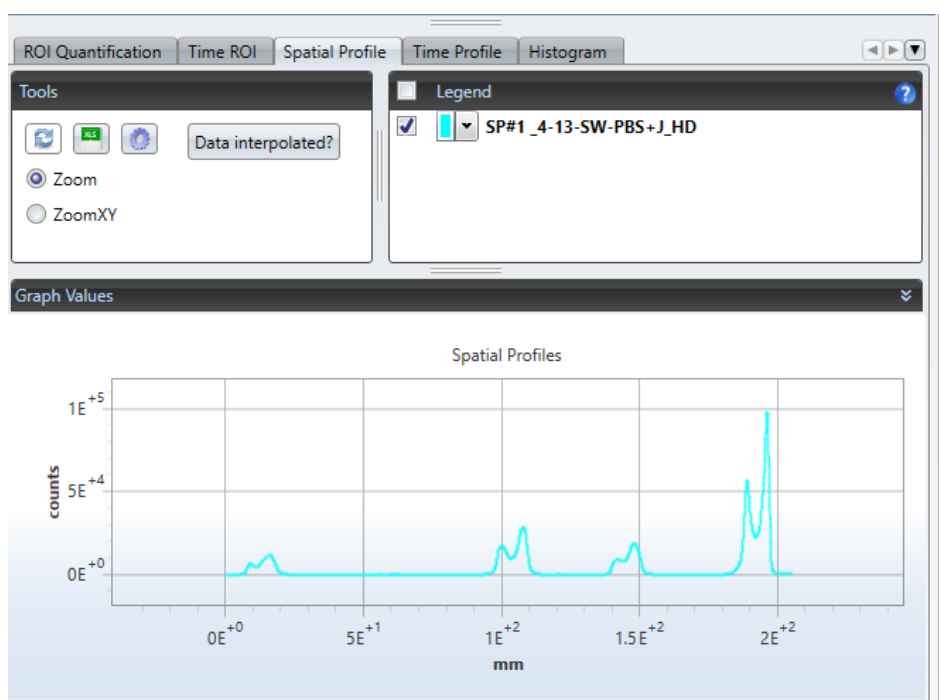 ROI Quantification Time ROI Spatial Profile Time Profile Histogram
Tools
Legend
?
XLS
Data interpolated?
Zoom
ZoomXY
SP#1 _4-13-SW-PBS+J_HD
Graph Values
Spatial Profiles
1E+5
5E+4
0E+0
counts
0E+0 5E+1 1E+2 1.5E+2 2E+2
mm